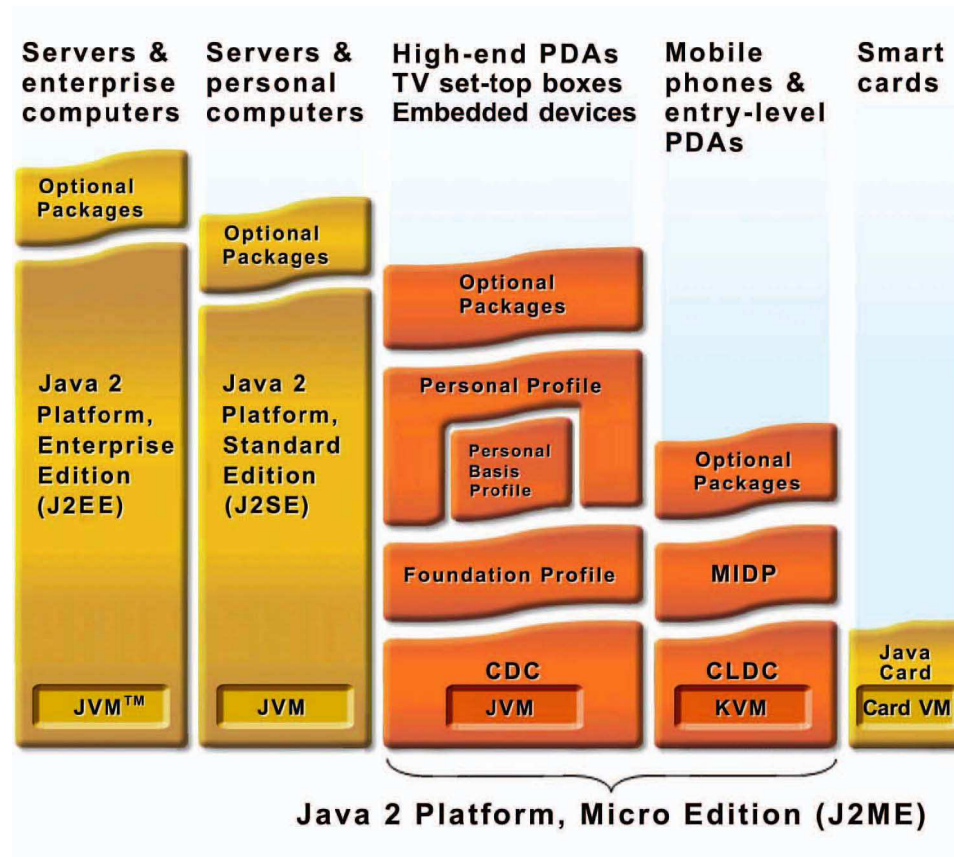 Servers &
enterprise
computers
Servers &
personal
computers
High-end PDAs
TV set-top boxes
Embedded devices
Mobile
phones &
entry-level
PDAs
Smart
cards
Optional
Packages
Java 2
Platform,
Enterprise
Edition
(J2EE)
JVM™
Optional
Packages
Java 2
Platform,
Standard
Edition
(J2SE)
JVM
Optional
Packages
Personal Profile
Personal
Basis
Profile
Foundation Profile
CDC
JVM
Optional
Packages
MIDP
CLDC
KVM
Java
Card
Card VM
Java 2 Platform, Micro Edition (J2ME)